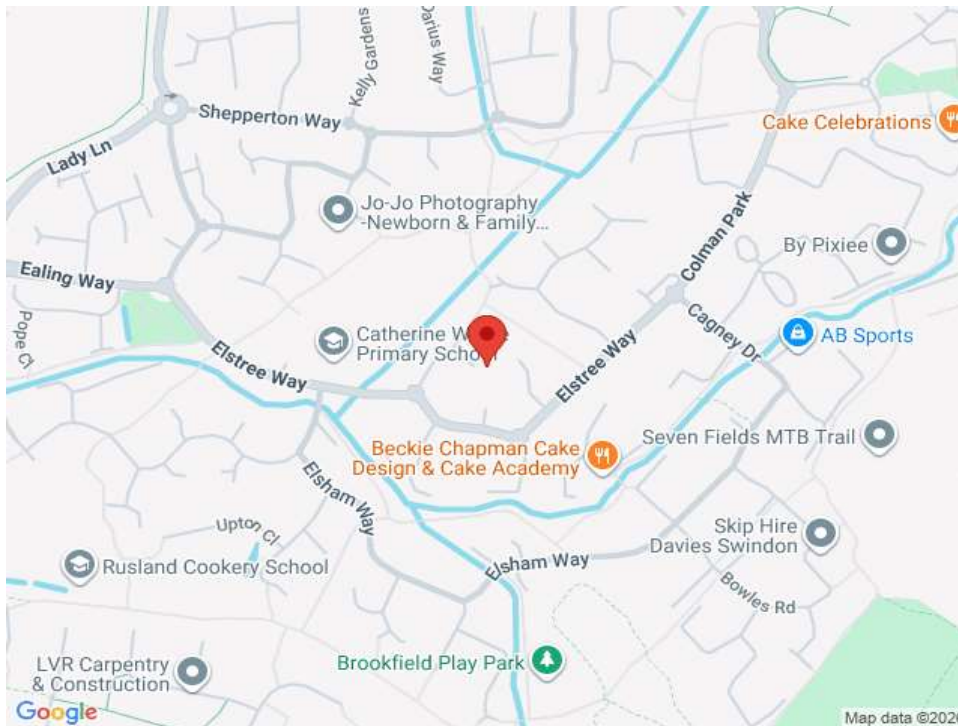 Kelly Gardens
Darius Way
Shepperton Way
Lady Ln
Cake Celebrations
Jo-Jo Photography
-Newborn & Family...
Colman Park
By Pixiee
Ealing Way
Pope Cl
Catherine
Primary School
Elstree Way
Elstree Way
Cagney Dr
AB Sports
Beckie Chapman Cake
Design & Cake Academy
Seven Fields MTB Trail
Elsham Way
Upton Cl
Skip Hire
Davies Swindon
Rusland Cookery School
Elsham Way
Bowles Rd
LVR Carpentry
& Construction
Brookfield Play Park
Google
Map data